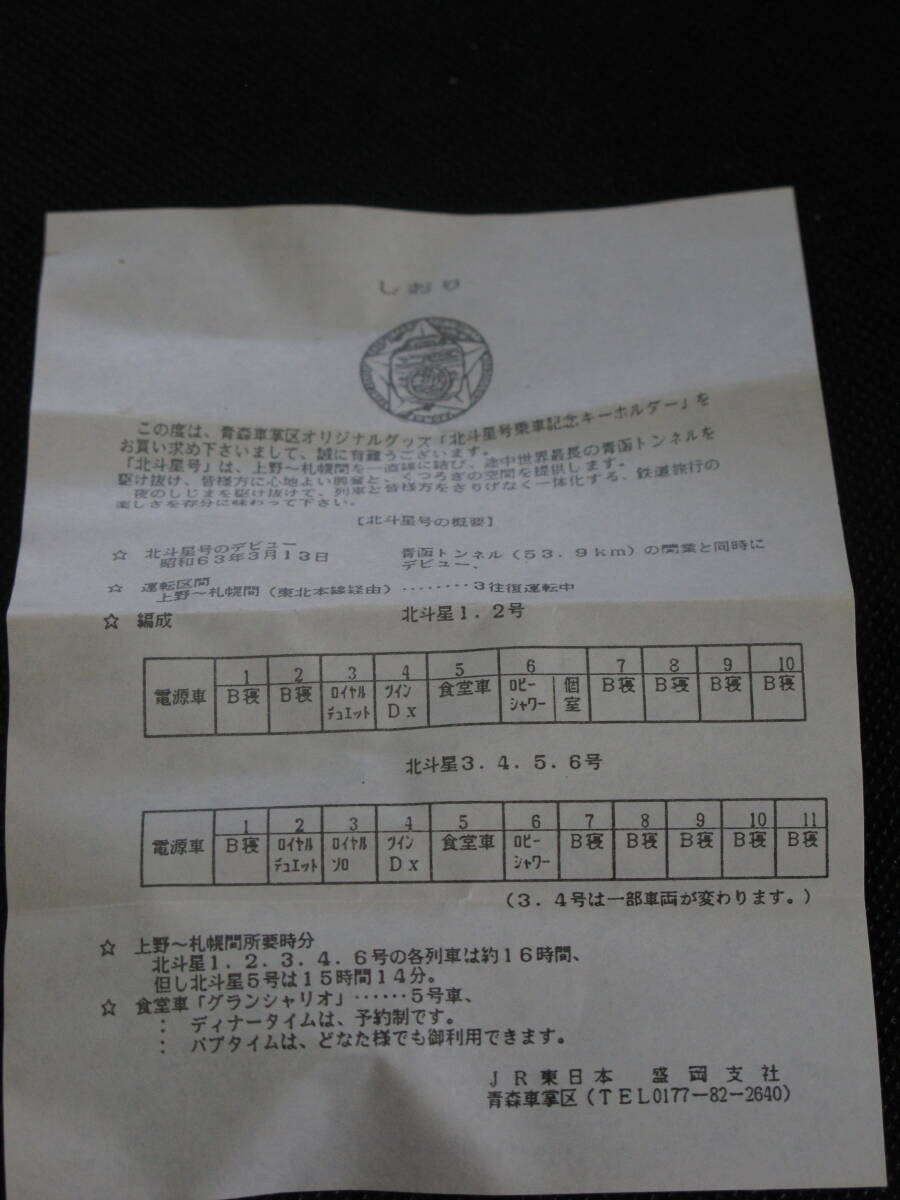 しおり
この度は、青森車掌区オリジナルグッズ「北斗星号乗車記念キーホルダー」を
お買い求め下さいまして、誠に有難うございます。
「北斗星号」は、上野～札幌間を一直線に結び、途中世界最長の青函トンネルを
駆け抜け、皆様方に心地よい興奮と、くつろぎの空間を提供します。
夜のしじまを駆け抜けて、列車と皆様方をさりげなく一体化する、鉄道旅行の
楽しさを存分に味わって下さい。
【北斗星号の概要】
☆ 北斗星号のデビュー
昭和63年3月13日 青函トンネル（53．9km）の開業と同時に
デビュー、
☆ 運転区間
上野～札幌間（東北本線経由）‥‥‥‥3往復運転中
☆ 編成 北斗星1．2号
電源車 1 B寝 2 B寝 3 ロイヤル デュエット 4 ツイン Dx 5 食堂車 6 ロビー シャワー 個室 7 B寝 8 B寝 9 B寝 10 B寝
北斗星3．4．5．6号
電源車 1 B寝 2 ロイヤル デュエット 3 ロイヤル ソロ 4 ツイン Dx 5 食堂車 6 ロビー シャワー 7 B寝 8 B寝 9 B寝 10 B寝 11 B寝
（3．4号は一部車両が変わります。）
☆ 上野～札幌間所要時分
北斗星1．2．3．4．6号の各列車は約16時間、
但し北斗星5号は15時間14分。
☆ 食堂車「グランシャリオ」‥‥‥5号車、
： ディナータイムは、予約制です。
： パブタイムは、どなた様でも御利用できます。
JR東日本 盛岡支社
青森車掌区（TEL0177－82－2640）